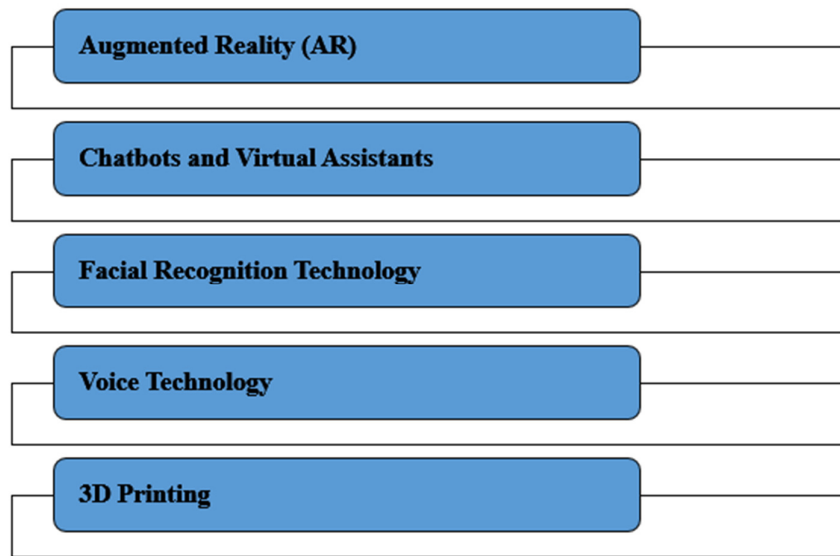 Augmented Reality (AR)
Chatbots and Virtual Assistants
Facial Recognition Technology
Voice Technology
3D Printing